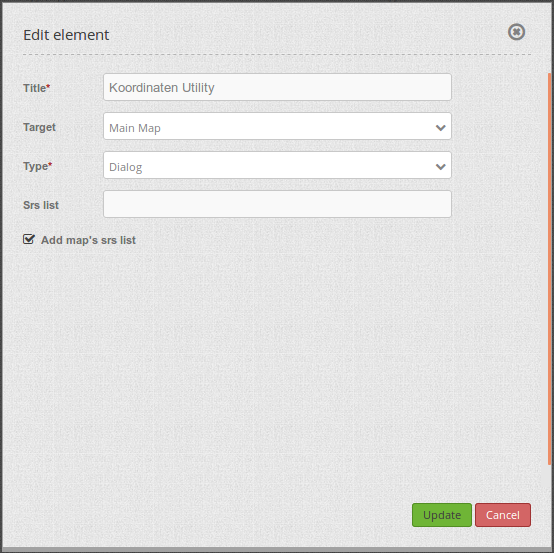 Edit element
Title* Koordinaten Utility
Target Main Map
Type* Dialog
Srs list
Add map's srs list
Update Cancel